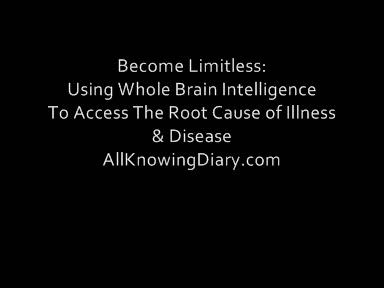 Become Limitless:
Using Whole Brain Intelligence
To Access The Root Cause of Illness
& Disease
AllKnowingDiary.com